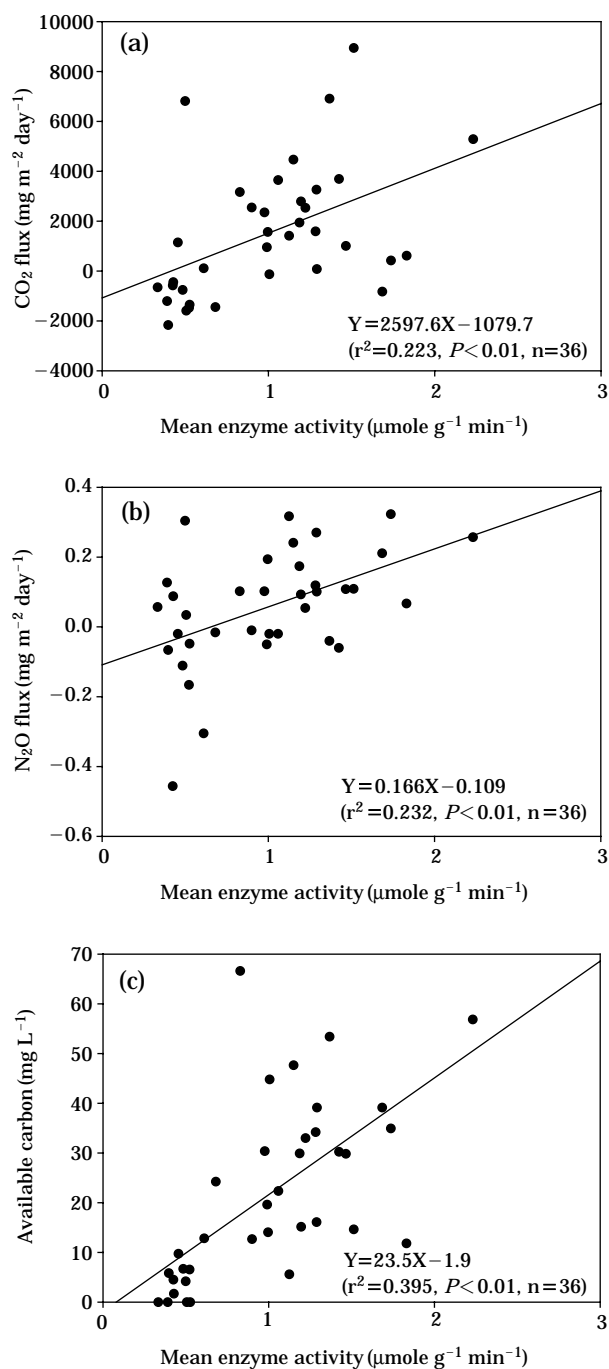 (a)
10000
8000
6000
4000
2000
0
−2000
−4000
CO₂ flux (mg m⁻² day⁻¹)
Y=2597.6X−1079.7
(r²=0.223, P<0.01, n=36)
0 1 2 3
Mean enzyme activity (μmole g⁻¹ min⁻¹)
(b)
0.4
0.2
0.0
−0.2
−0.4
−0.6
N₂O flux (mg m⁻² day⁻¹)
Y=0.166X−0.109
(r²=0.232, P<0.01, n=36)
0 1 2 3
Mean enzyme activity (μmole g⁻¹ min⁻¹)
(c)
70
60
50
40
30
20
10
0
Available carbon (mg L⁻¹)
Y=23.5X−1.9
(r²=0.395, P<0.01, n=36)
0 1 2 3
Mean enzyme activity (μmole g⁻¹ min⁻¹)